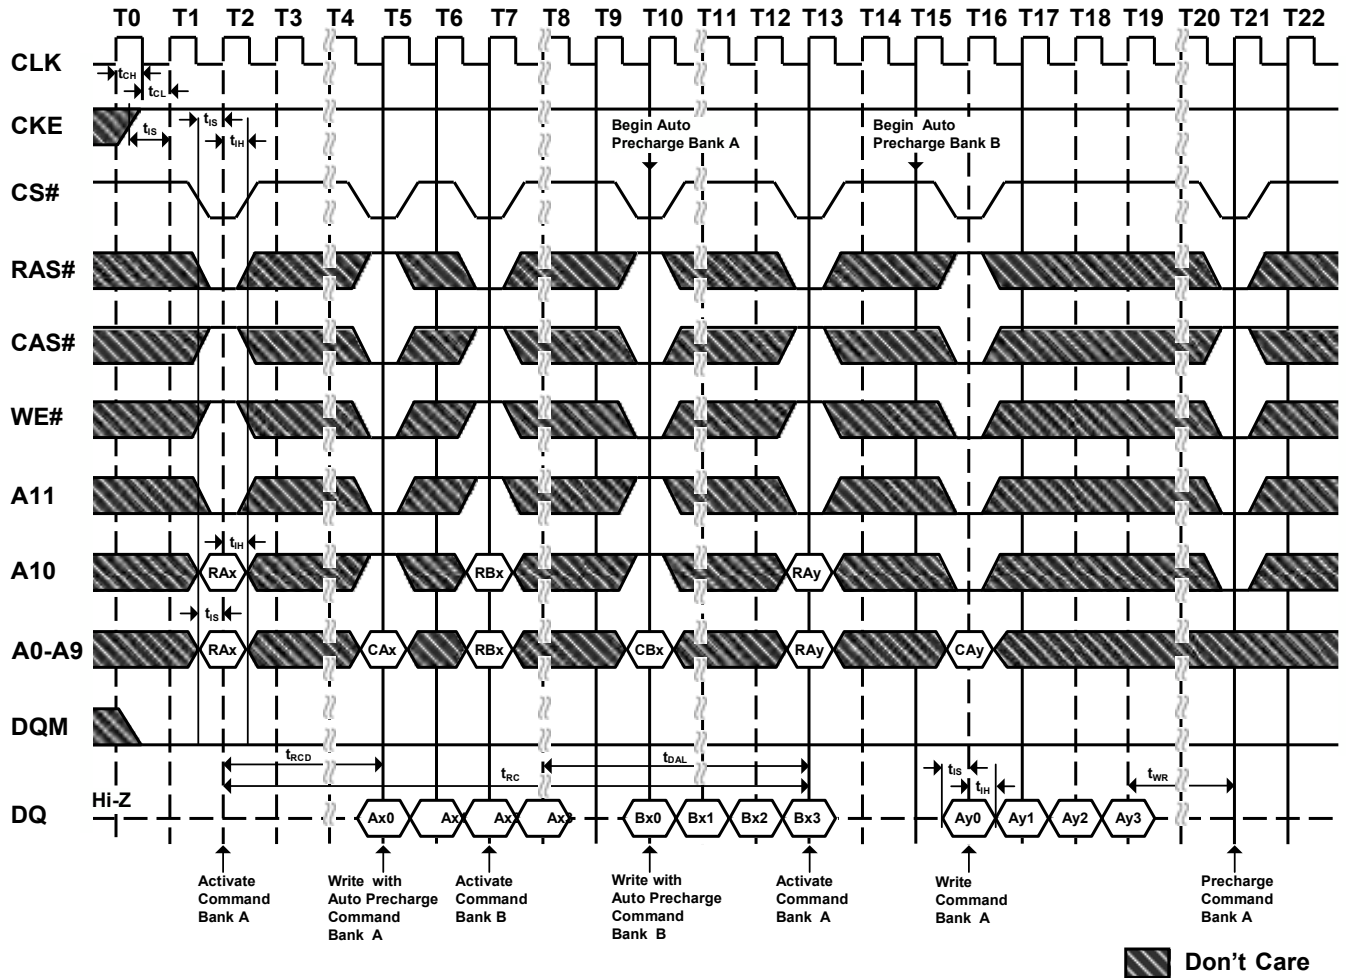 T0 T1 T2 T3 T4 T5 T6 T7 T8 T9 T10 T11 T12 T13 T14 T15 T16 T17 T18 T19 T20 T21 T22
CLK
tCH
tCL
CKE
tIS
tIS
tIH
Begin Auto
Precharge Bank A
Begin Auto
Precharge Bank B
CS#
RAS#
CAS#
WE#
A11
tIH
A10
RAx
RBx
RAy
tIS
A0-A9
RAx
CAx
RBx
CBx
RAy
CAy
DQM
tRCD
tDAL
tRC
tIS
tIH
tWR
Hi-Z
DQ
Ax0
Ax
Ax
Ax
Bx0
Bx1
Bx2
Bx3
Ay0
Ay1
Ay2
Ay3
Activate
Command
Bank A
Write with
Auto Precharge
Command
Bank A
Activate
Command
Bank B
Write with
Auto Precharge
Command
Bank B
Activate
Command
Bank A
Write
Command
Bank A
Precharge
Command
Bank A
Don't Care